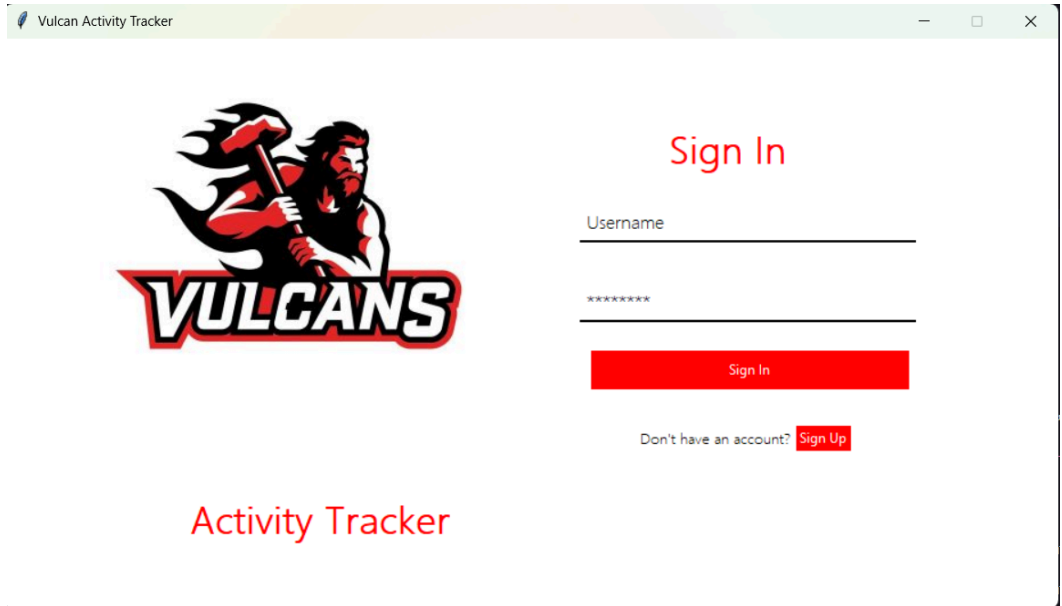 Vulcan Activity Tracker
VULCANS
Activity Tracker
Sign In
Username
********
Sign In
Don't have an account? Sign Up